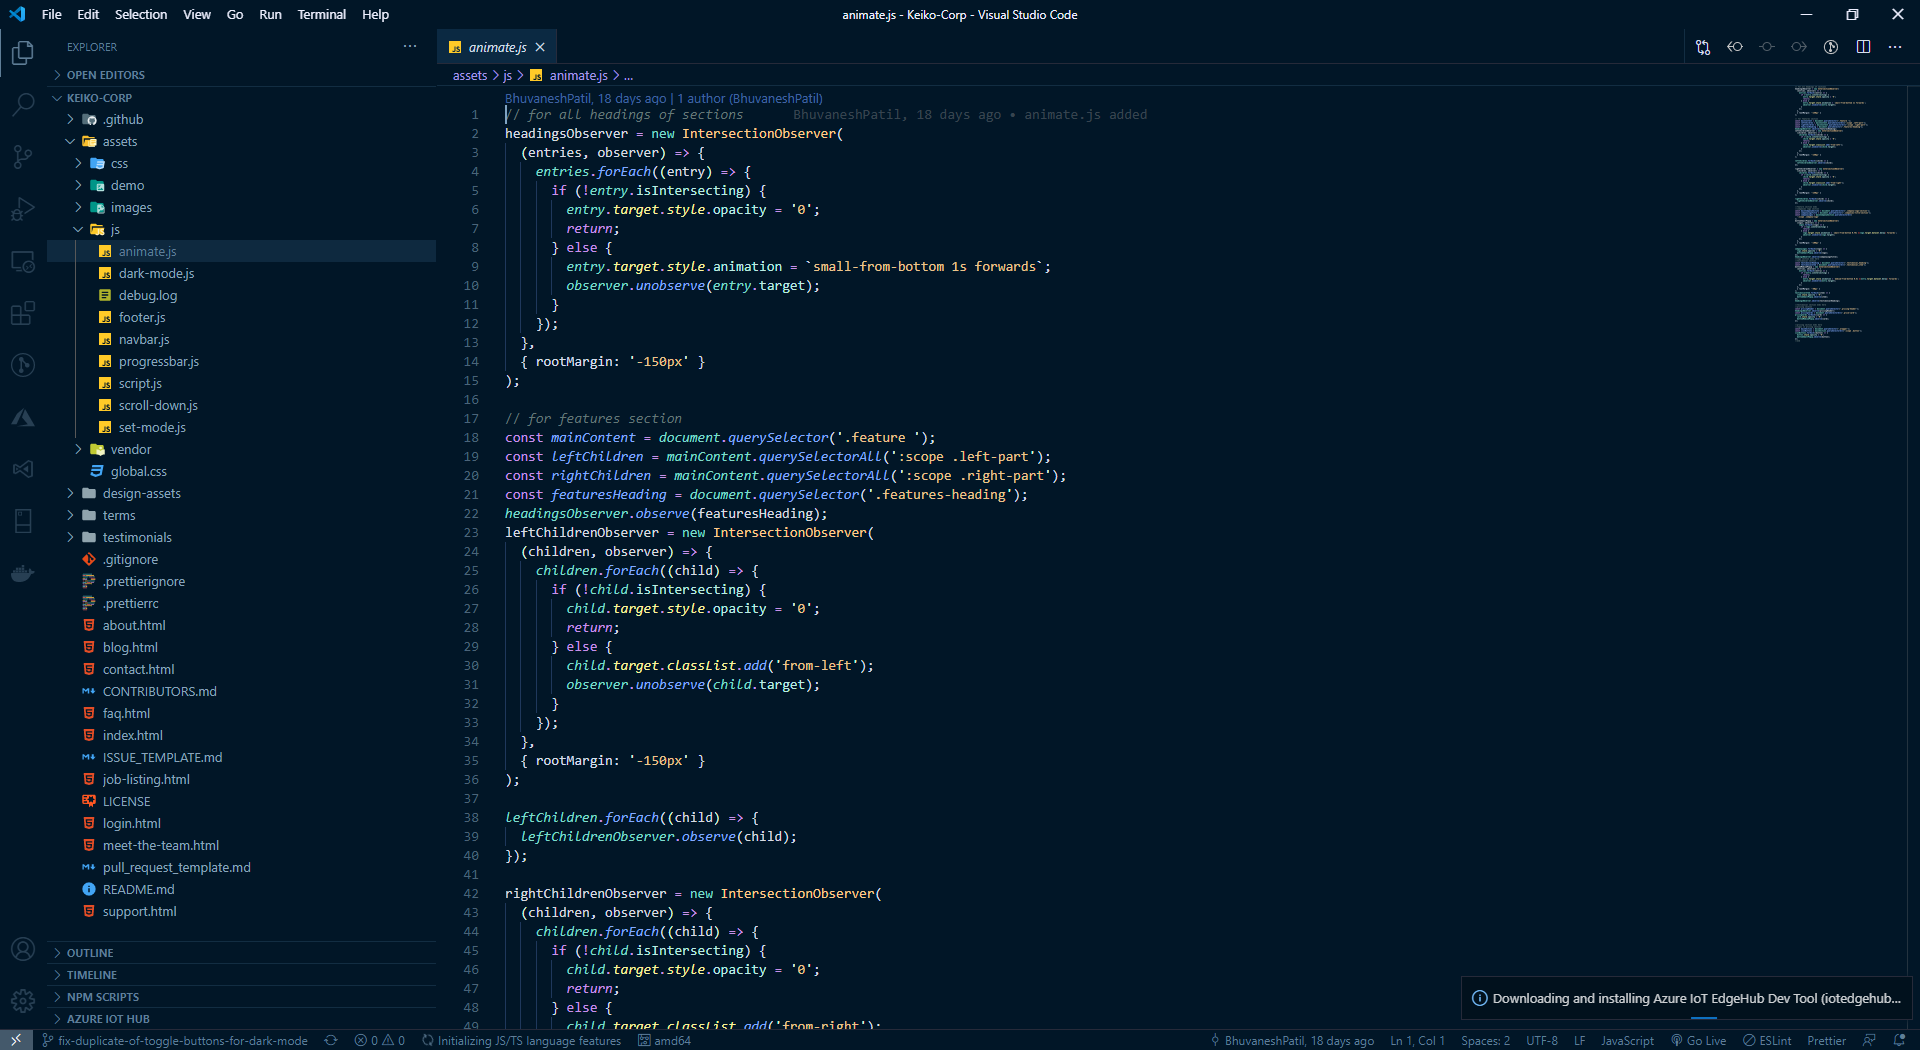 File Edit Selection View Go Run Terminal Help
animate.js - Keiko-Corp - Visual Studio Code
EXPLORER
OPEN EDITORS
KEIKO-CORP
.github
assets
css
demo
images
js
animate.js
dark-mode.js
debug.log
footer.js
navbar.js
progressbar.js
script.js
scroll-down.js
set-mode.js
vendor
global.css
design-assets
terms
testimonials
.gitignore
.prettierignore
.prettierrc
about.html
blog.html
contact.html
CONTRIBUTORS.md
faq.html
index.html
ISSUE_TEMPLATE.md
job-listing.html
LICENSE
login.html
meet-the-team.html
pull_request_template.md
README.md
support.html
OUTLINE
TIMELINE
NPM SCRIPTS
AZURE IOT HUB
animate.js
assets > js > animate.js > ...
BhuvaneshPatil, 18 days ago | 1 author (BhuvaneshPatil)
1 // for all headings of sections BhuvaneshPatil, 18 days ago • animate.js added
2 headingsObserver = new IntersectionObserver(
3 (entries, observer) => {
4 entries.forEach((entry) => {
5 if (!entry.isIntersecting) {
6 entry.target.style.opacity = '0';
7 return;
8 } else {
9 entry.target.style.animation = `small-from-bottom 1s forwards`;
10 observer.unobserve(entry.target);
11 }
12 });
13 },
14 { rootMargin: '-150px' }
15 );
16
17 // for features section
18 const mainContent = document.querySelector('.feature ');
19 const leftChildren = mainContent.querySelectorAll(':scope .left-part');
20 const rightChildren = mainContent.querySelectorAll(':scope .right-part');
21 const featuresHeading = document.querySelector('.features-heading');
22 headingsObserver.observe(featuresHeading);
23 leftChildrenObserver = new IntersectionObserver(
24 (children, observer) => {
25 children.forEach((child) => {
26 if (!child.isIntersecting) {
27 child.target.style.opacity = '0';
28 return;
29 } else {
30 child.target.classList.add('from-left');
31 observer.unobserve(child.target);
32 }
33 });
34 },
35 { rootMargin: '-150px' }
36 );
37
38 leftChildren.forEach((child) => {
39 leftChildrenObserver.observe(child);
40 });
41
42 rightChildrenObserver = new IntersectionObserver(
43 (children, observer) => {
44 children.forEach((child) => {
45 if (!child.isIntersecting) {
46 child.target.style.opacity = '0';
47 return;
48 } else {
49 child.target.classList.add('from-right');
Downloading and installing Azure IoT EdgeHub Dev Tool (iotedgehub...
fix-duplicate-of-toggle-buttons-for-dark-mode 0 0 Initializing JS/TS language features amd64 BhuvaneshPatil, 18 days ago Ln 1, Col 1 Spaces: 2 UTF-8 LF JavaScript Go Live ESLint Prettier